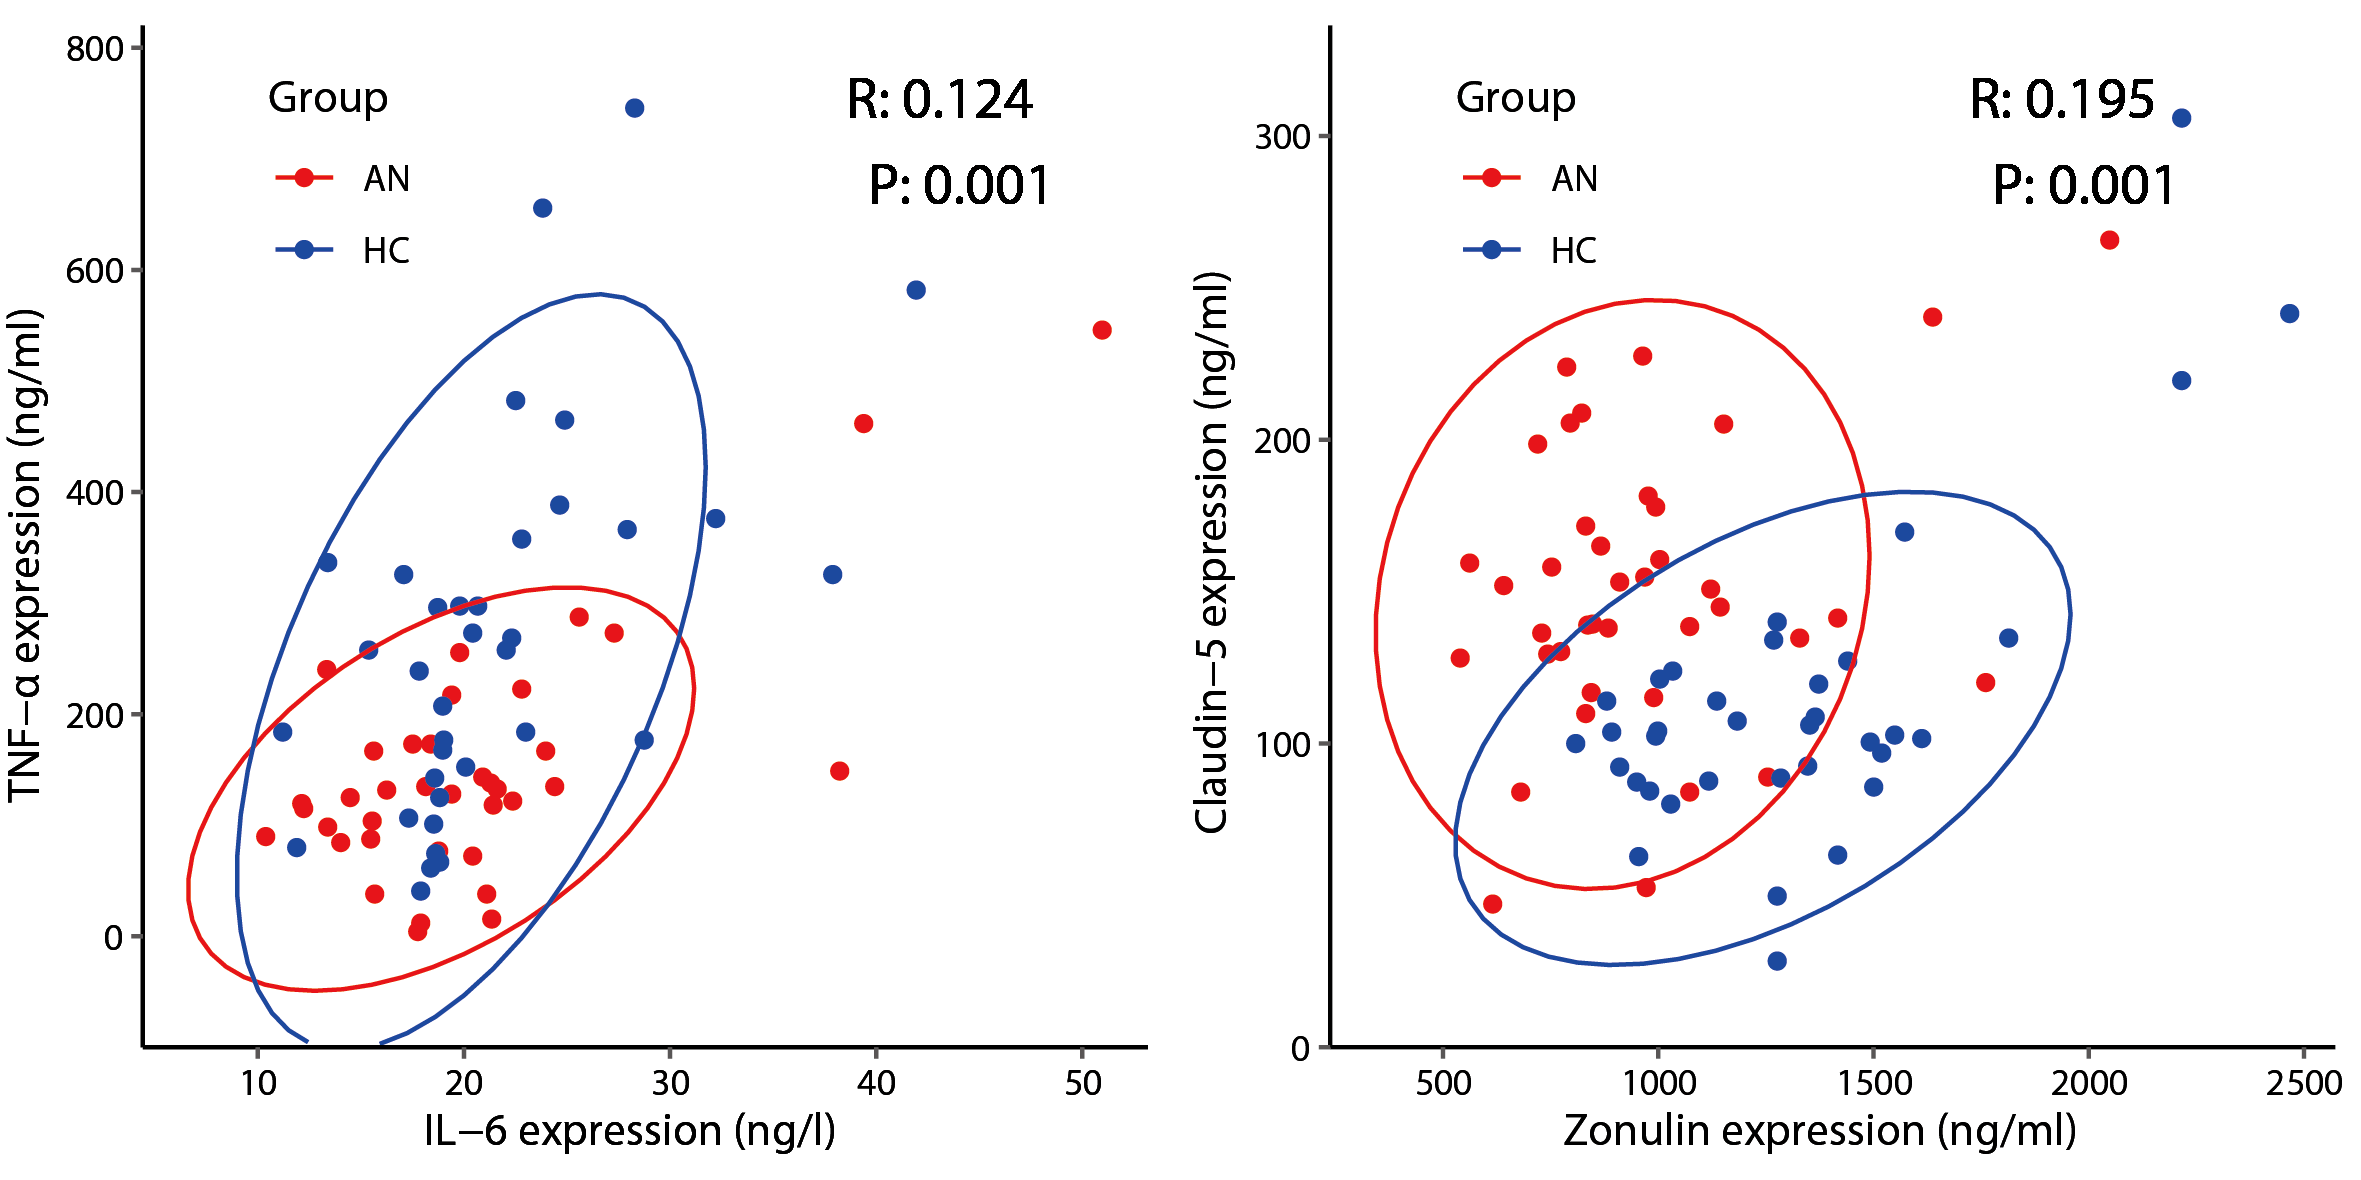 800
600
400
200
0
TNF−α expression (ng/ml)
Group
AN
HC
R: 0.124
P: 0.001
10 20 30 40 50
IL−6 expression (ng/l)
300
200
100
0
Claudin−5 expression (ng/ml)
Group
AN
HC
R: 0.195
P: 0.001
500 1000 1500 2000 2500
Zonulin expression (ng/ml)